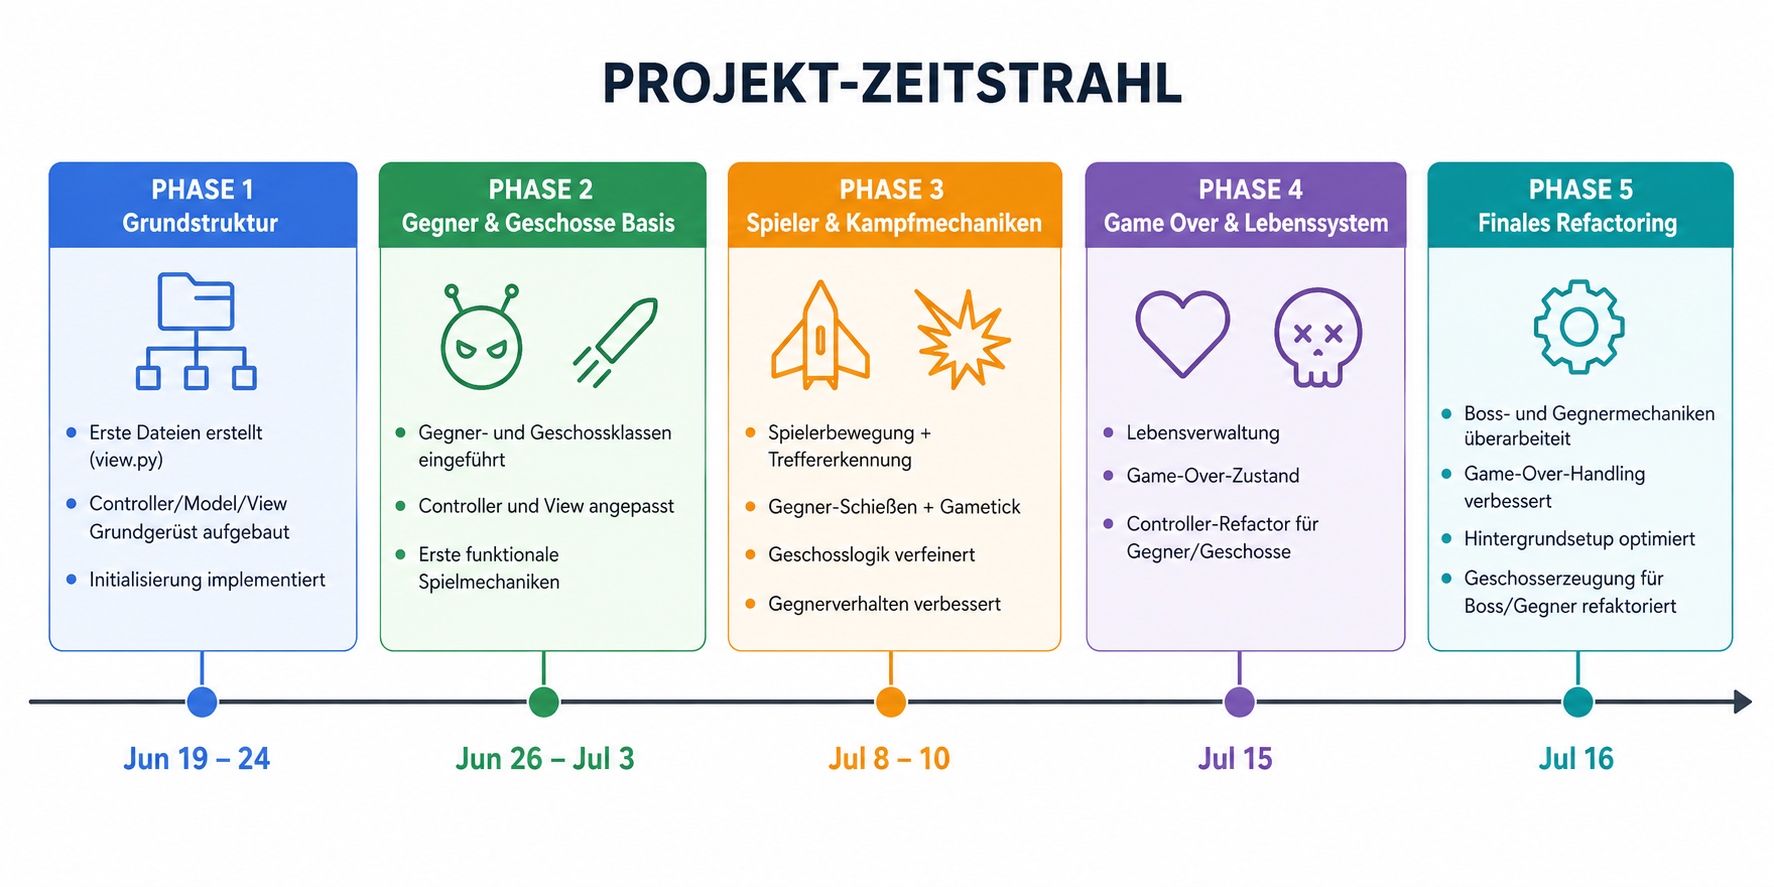 PROJEKT-ZEITSTRAHL
PHASE 1
Grundstruktur
Erste Dateien erstellt
(view.py)
Controller/Model/View
Grundgerüst aufgebaut
Initialisierung implementiert
Jun 19 – 24
PHASE 2
Gegner & Geschosse Basis
Gegner- und Geschossklassen
eingeführt
Controller und View angepasst
Erste funktionale
Spielmechaniken
Jun 26 – Jul 3
PHASE 3
Spieler & Kampfmechaniken
Spielerbewegung +
Treffererkennung
Gegner-Schießen + Gametick
Geschosslogik verfeinert
Gegnerverhalten verbessert
Jul 8 – 10
PHASE 4
Game Over & Lebenssystem
Lebensverwaltung
Game-Over-Zustand
Controller-Refactor für
Gegner/Geschosse
Jul 15
PHASE 5
Finales Refactoring
Boss- und Gegnermechaniken
überarbeiteit
Game-Over-Handling
verbessert
Hintergrundsetup optimiert
Geschosserzeugung für
Boss/Gegner refaktoriert
Jul 16